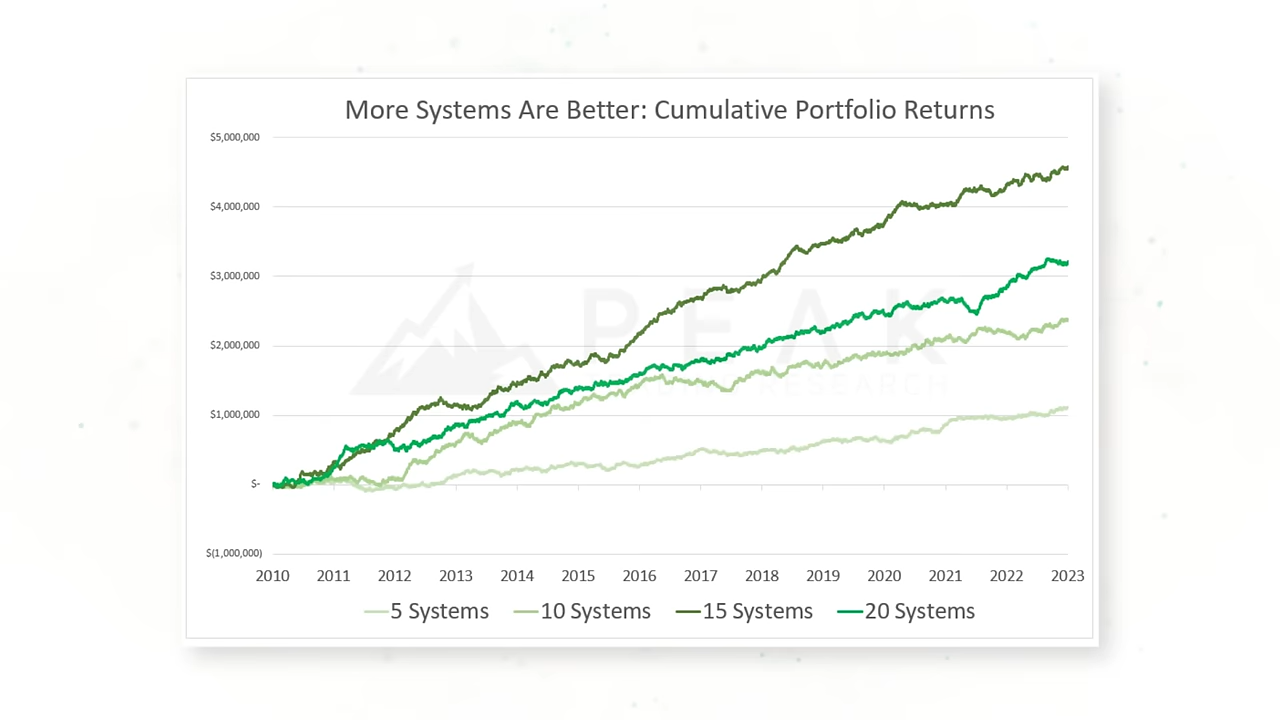 More Systems Are Better: Cumulative Portfolio Returns
$5,000,000
$4,000,000
$3,000,000
$2,000,000
$1,000,000
$-
$(1,000,000)
PEAK
RESEARCH
2010 2011 2012 2013 2014 2015 2016 2017 2018 2019 2020 2021 2022 2023
5 Systems 10 Systems 15 Systems 20 Systems